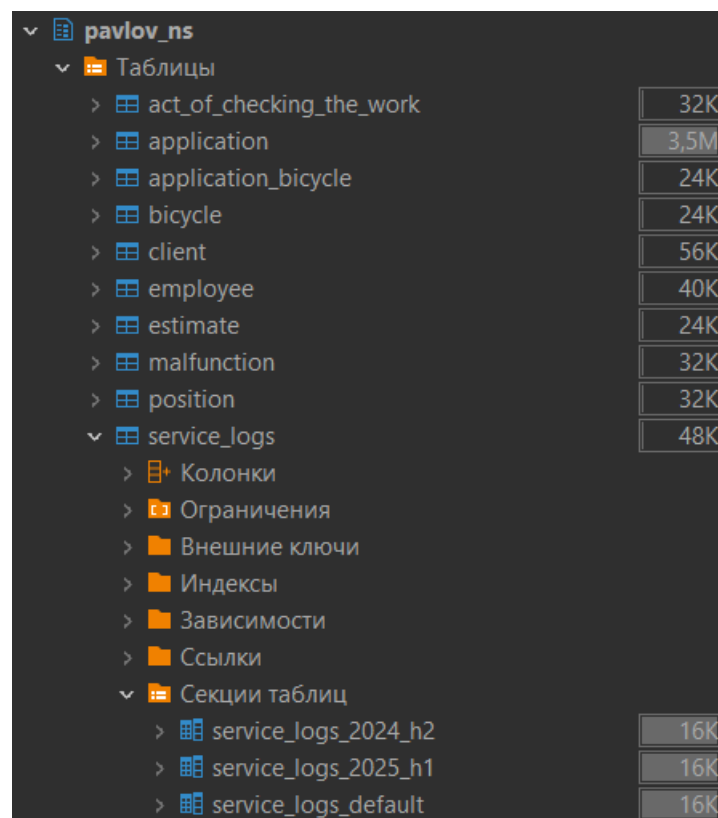 pavlov_ns
Таблицы
act_of_checking_the_work 32K
application 3,5M
application_bicycle 24K
bicycle 24K
client 56K
employee 40K
estimate 24K
malfunction 32K
position 32K
service_logs 48K
Колонки
Ограничения
Внешние ключи
Индексы
Зависимости
Ссылки
Секции таблиц
service_logs_2024_h2 16K
service_logs_2025_h1 16K
service_logs_default 16K